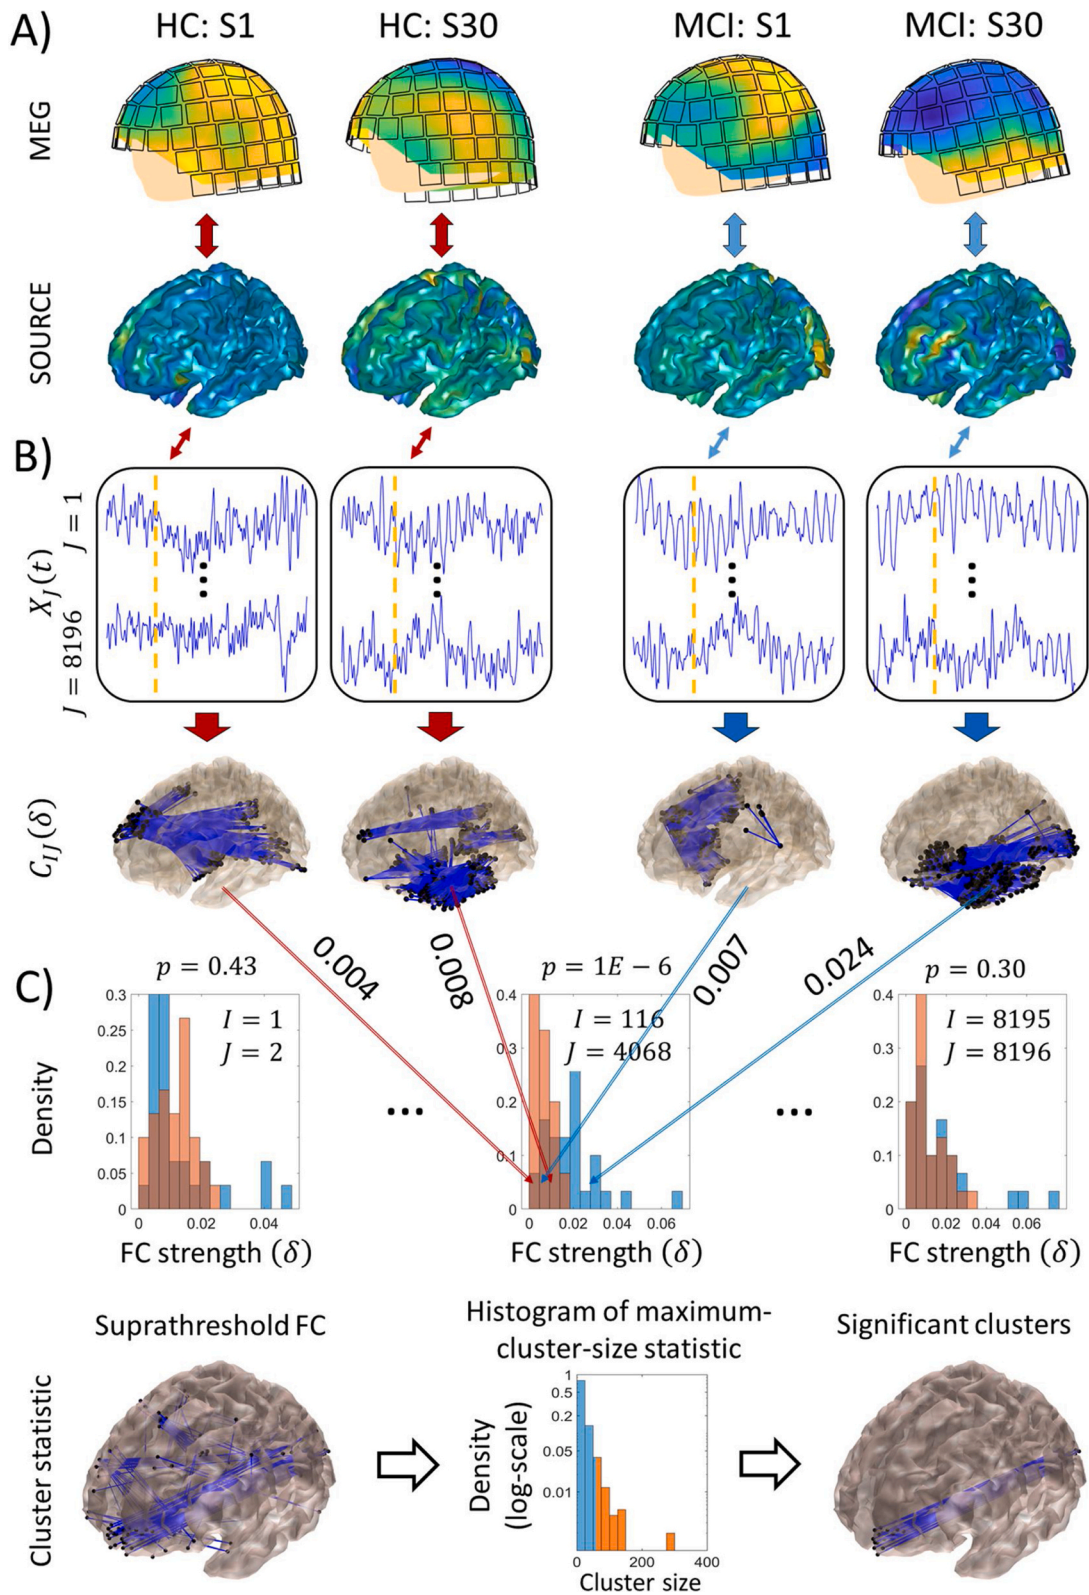 A)
HC: S1
HC: S30
MCI: S1
MCI: S30
MEG
SOURCE
B)
X_J(t)
J = 1
J = 8196
C_{IJ}(δ)
0.004
0.008
0.007
0.024
C)
p = 0.43
p = 1E − 6
p = 0.30
Density
0.3
0.25
0.2
0.15
0.1
0.05
0
I = 1
J = 2
0 0.02 0.04
FC strength (δ)
0.4
0.3
0.2
0.1
0
I = 116
J = 4068
0 0.02 0.04 0.06
FC strength (δ)
0.4
0.3
0.2
0.1
0
I = 8195
J = 8196
0 0.02 0.04 0.06
FC strength (δ)
Cluster statistic
Suprathreshold FC
Histogram of maximum-
cluster-size statistic
Density
(log-scale)
1
0.5
0.2
0.05
0.01
0 200 400
Cluster size
Significant clusters